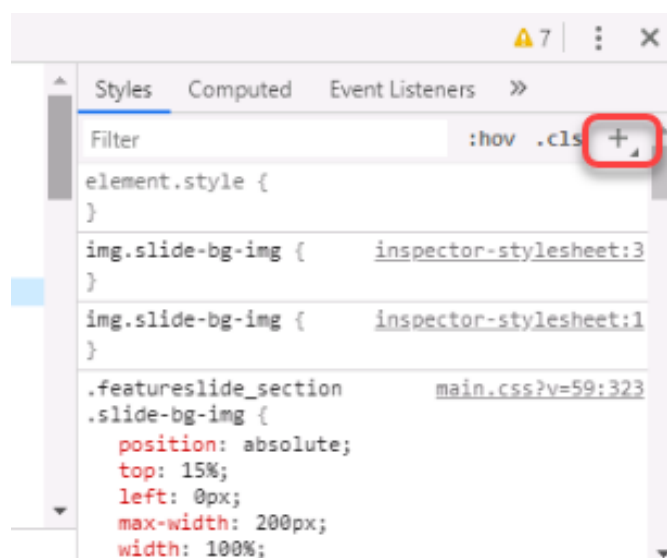 7
Styles Computed Event Listeners »
Filter :hov .cls +
element.style {
}
img.slide-bg-img { inspector-stylesheet:3
}
img.slide-bg-img { inspector-stylesheet:1
}
.featureslide_section main.css?v=59:323
.slide-bg-img {
position: absolute;
top: 15%;
left: 0px;
max-width: 200px;
width: 100%;